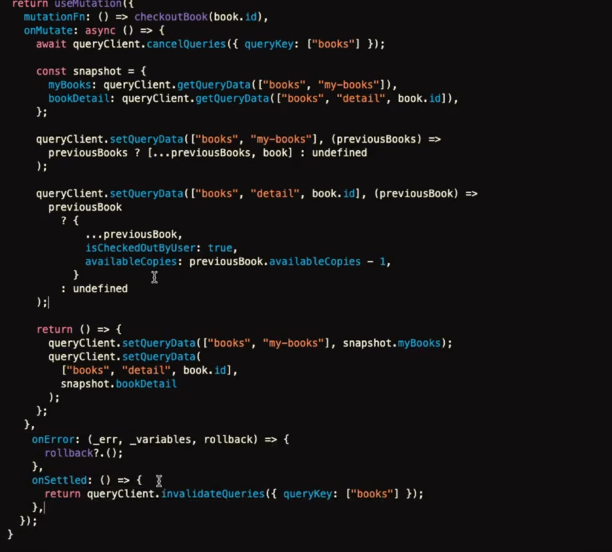 return useMutation({
mutationFn: () => checkoutBook(book.id),
onMutate: async () => {
await queryClient.cancelQueries({ queryKey: ["books"] });
const snapshot = {
myBooks: queryClient.getQueryData(["books", "my-books"]),
bookDetail: queryClient.getQueryData(["books", "detail", book.id]),
};
queryClient.setQueryData(["books", "my-books"], (previousBooks) =>
previousBooks ? [...previousBooks, book] : undefined
);
queryClient.setQueryData(["books", "detail", book.id], (previousBook) =>
previousBook
? {
...previousBook,
isCheckedOutByUser: true,
availableCopies: previousBook.availableCopies - 1,
}
: undefined
);
return () => {
queryClient.setQueryData(["books", "my-books"], snapshot.myBooks);
queryClient.setQueryData(
["books", "detail", book.id],
snapshot.bookDetail
);
};
},
onError: (_err, _variables, rollback) => {
rollback?.();
},
onSettled: () => {
return queryClient.invalidateQueries({ queryKey: ["books"] });
},
});
}